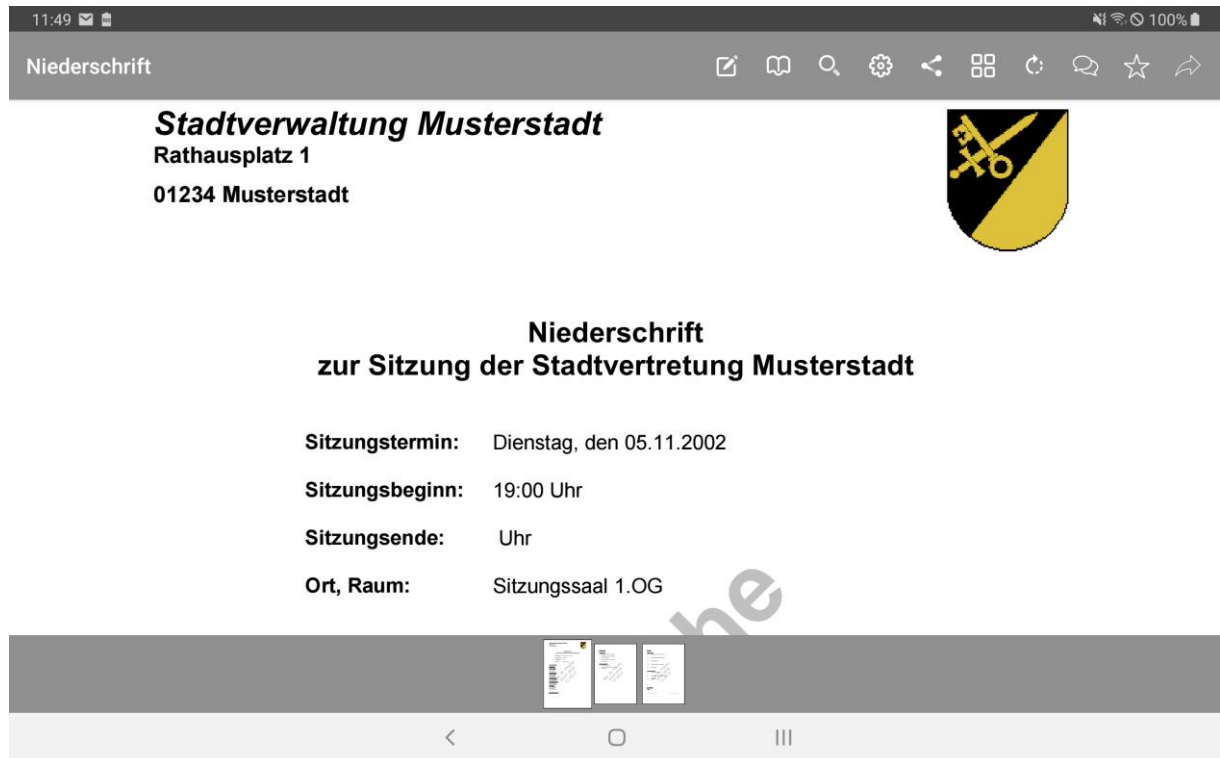 11:49 100%
Niederschrift
Stadtverwaltung Musterstadt
Rathausplatz 1
01234 Musterstadt
Niederschrift
zur Sitzung der Stadtvertretung Musterstadt
Sitzungstermin: Dienstag, den 05.11.2002
Sitzungsbeginn: 19:00 Uhr
Sitzungsende: Uhr
Ort, Raum: Sitzungssaal 1.OG